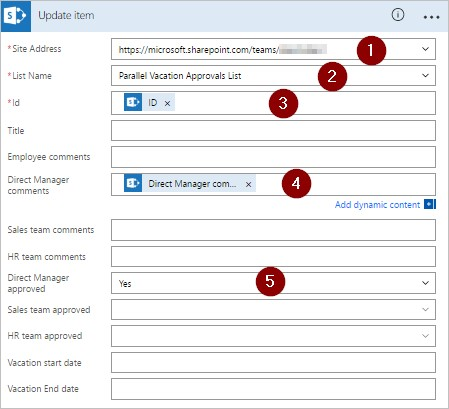 Update item
* Site Address
https://microsoft.sharepoint.com/teams/
1
* List Name
Parallel Vacation Approvals List
2
* Id
ID ×
3
Title
Employee comments
Direct Manager
comments
Direct Manager com... ×
4
Add dynamic content
Sales team comments
HR team comments
Direct Manager
approved
Yes
5
Sales team approved
HR team approved
Vacation start date
Vacation End date